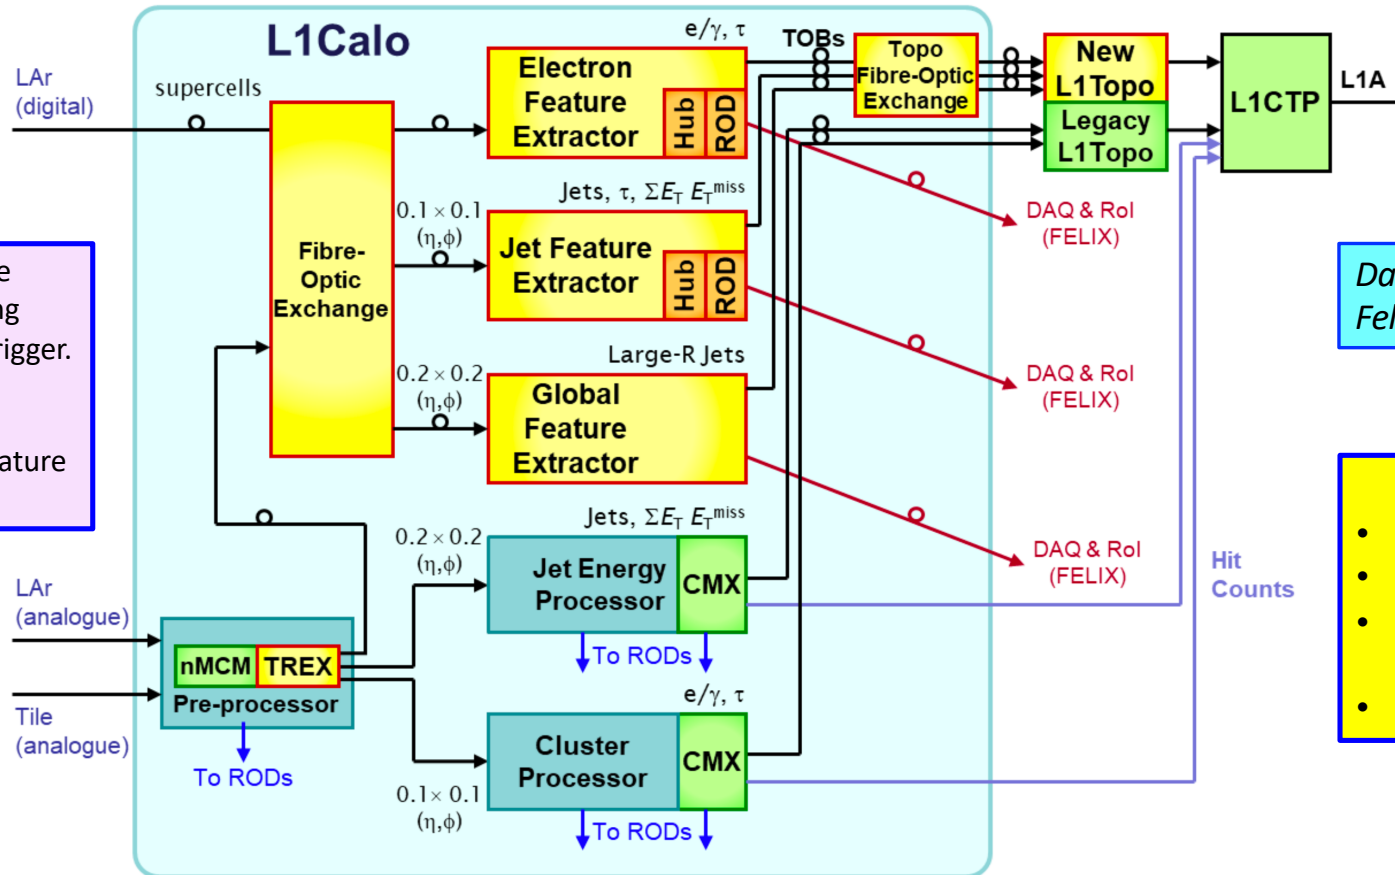 L1Calo
LAr
(digital)
supercells
Fibre-
Optic
Exchange
e/γ, τ
Electron
Feature
Extractor
Hub
ROD
TOBs
Topo
Fibre-Optic
Exchange
New
L1Topo
Legacy
L1Topo
L1CTP
L1A
DAQ & RoI
(FELIX)
0.1 × 0.1
(η,ϕ)
Jets, τ, ΣE_T E_T^miss
Jet Feature
Extractor
Hub
ROD
DAQ & RoI
(FELIX)
0.2 × 0.2
(η,ϕ)
Large-R Jets
Global
Feature
Extractor
DAQ & RoI
(FELIX)
rigger.
ature
LAr
(analogue)
Tile
(analogue)
nMCM
TREX
Pre-processor
To RODs
0.2 × 0.2
(η,ϕ)
Jets, ΣE_T E_T^miss
Jet Energy
Processor
CMX
To RODs
Hit
Counts
0.1 × 0.1
(η,ϕ)
e/γ, τ
Cluster
Processor
CMX
To RODs
Da
Fel
•
•
•
•